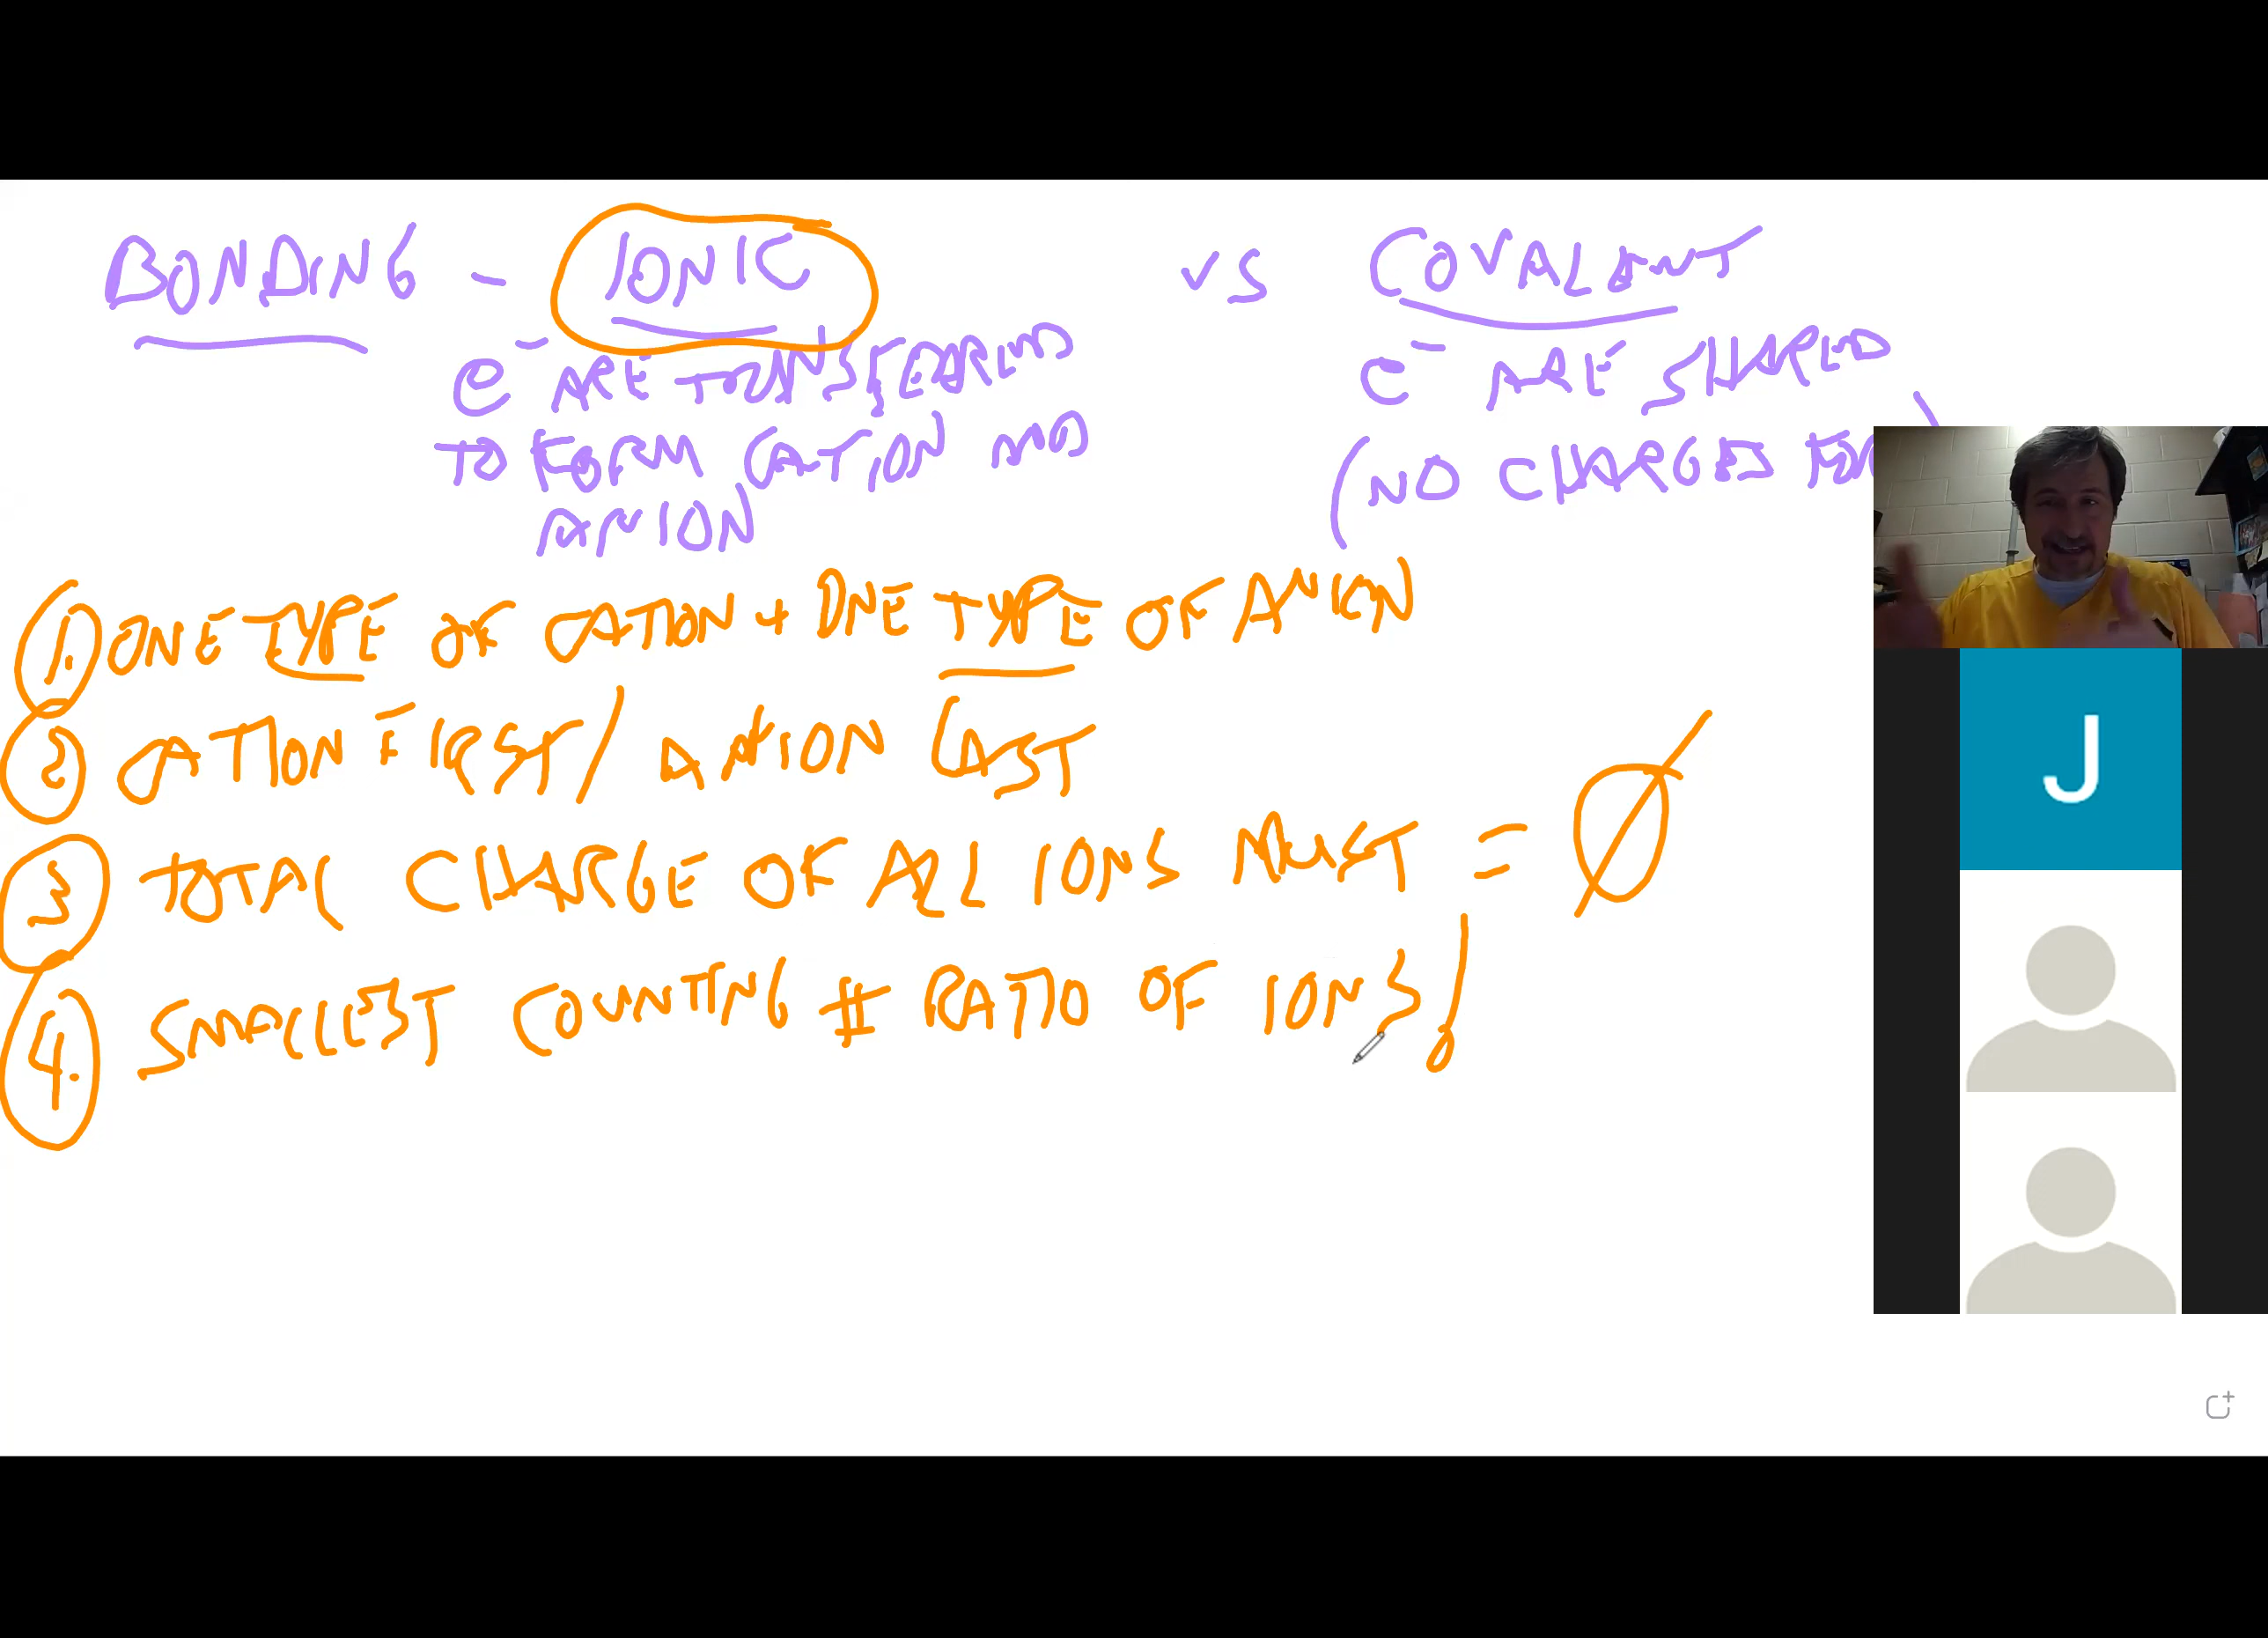 BONDING - IONIC vs COVALENT
e⁻ ARE TRANSFERRED
TO FORM CATION AND
ANION
e⁻ ARE SHARED
(NO CHARGES
1. ONE TYPE OF CATION + ONE TYPE OF ANION
2 CATION FIRST / ANION LAST
3 TOTAL CHARGE OF ALL IONS MUST = Ø
4. SMALLEST COUNTING # RATIO OF IONS!
J